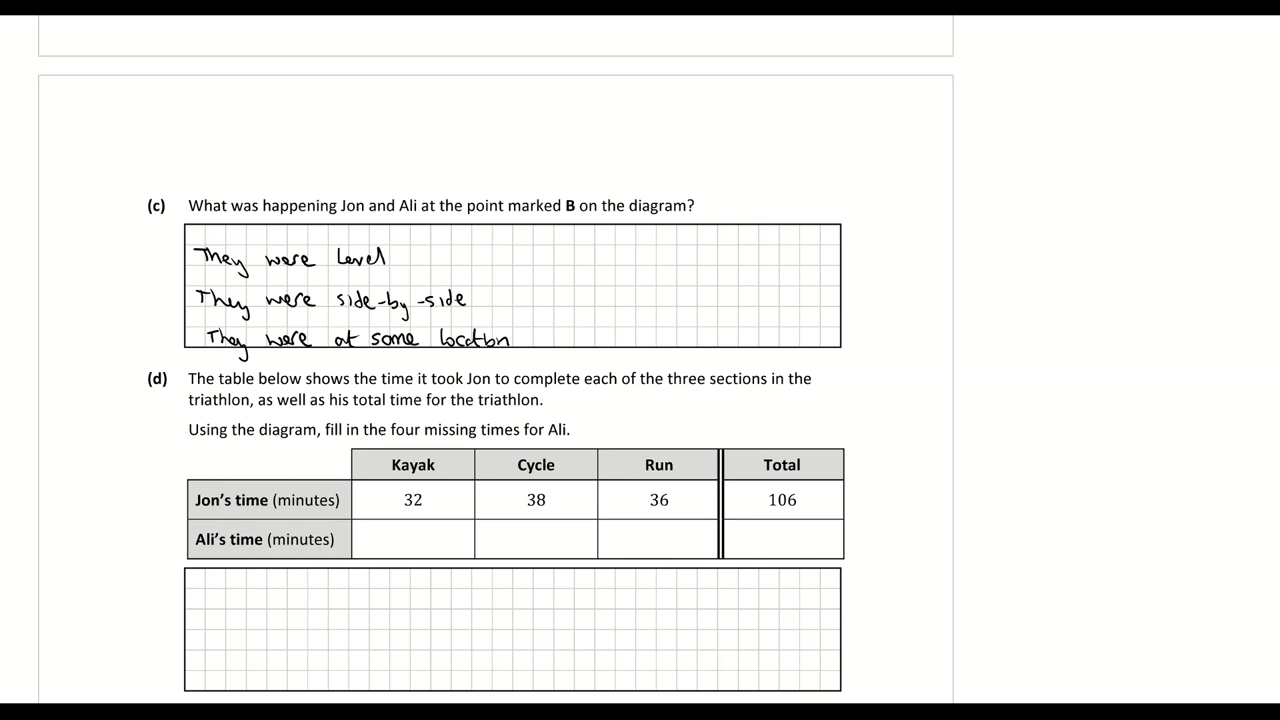 (c) What was happening Jon and Ali at the point marked B on the diagram?
They were level
They were side-by-side
They were at same location
(d) The table below shows the time it took Jon to complete each of the three sections in the
triathlon, as well as his total time for the triathlon.
Using the diagram, fill in the four missing times for Ali.
Kayak Cycle Run Total
Jon's time (minutes) 32 38 36 106
Ali's time (minutes)